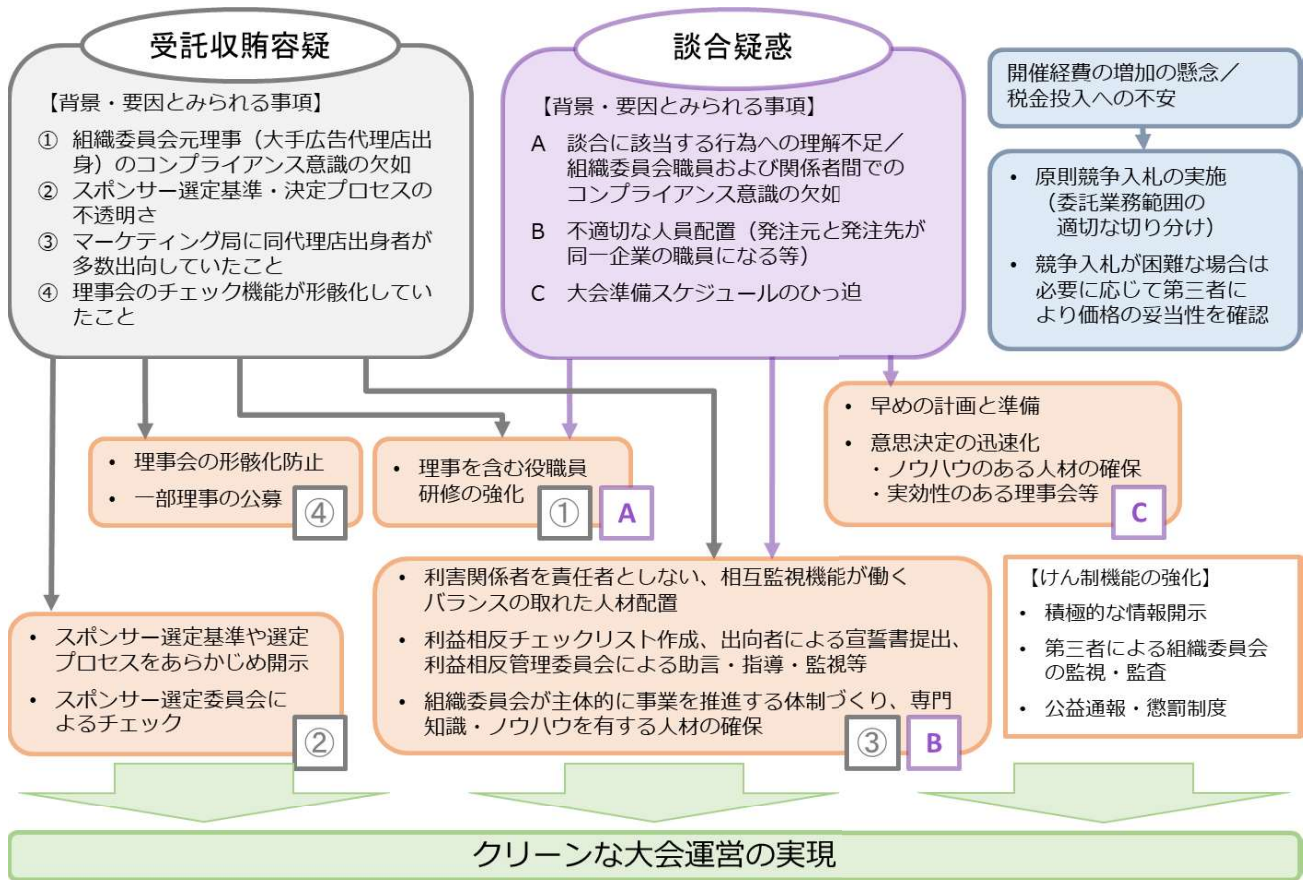 受託収賄容疑
【背景・要因とみられる事項】
① 組織委員会元理事（大手広告代理店出
身）のコンプライアンス意識の欠如
② スポンサー選定基準・決定プロセスの
不透明さ
③ マーケティング局に同代理店出身者が
多数出向していたこと
④ 理事会のチェック機能が形骸化してい
たこと
談合疑惑
【背景・要因とみられる事項】
A 談合に該当する行為への理解不足／
組織委員会職員および関係者間での
コンプライアンス意識の欠如
B 不適切な人員配置（発注元と発注先が
同一企業の職員になる等）
C 大会準備スケジュールのひっ迫
開催経費の増加の懸念／
税金投入への不安
• 原則競争入札の実施
（委託業務範囲の
適切な切り分け）
• 競争入札が困難な場合は
必要に応じて第三者に
より価格の妥当性を確認
• 理事会の形骸化防止
• 一部理事の公募
④
• 理事を含む役職員
研修の強化
① A
• 早めの計画と準備
• 意思決定の迅速化
・ノウハウのある人材の確保
・実効性のある理事会等
C
• スポンサー選定基準や選定
プロセスをあらかじめ開示
• スポンサー選定委員会に
よるチェック
②
• 利害関係者を責任者としない、相互監視機能が働く
バランスの取れた人材配置
• 利益相反チェックリスト作成、出向者による宣誓書提出、
利益相反管理委員会による助言・指導・監視等
• 組織委員会が主体的に事業を推進する体制づくり、専門
知識・ノウハウを有する人材の確保
③ B
【けん制機能の強化】
• 積極的な情報開示
• 第三者による組織委員会
の監視・監査
• 公益通報・懲罰制度
クリーンな大会運営の実現